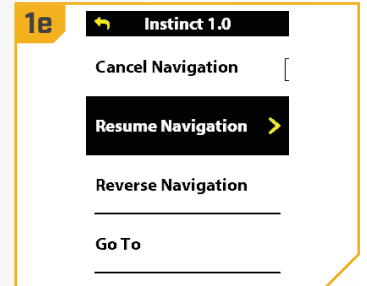 1e
Instinct 1.0
Cancel Navigation
Resume Navigation
Reverse Navigation
Go To